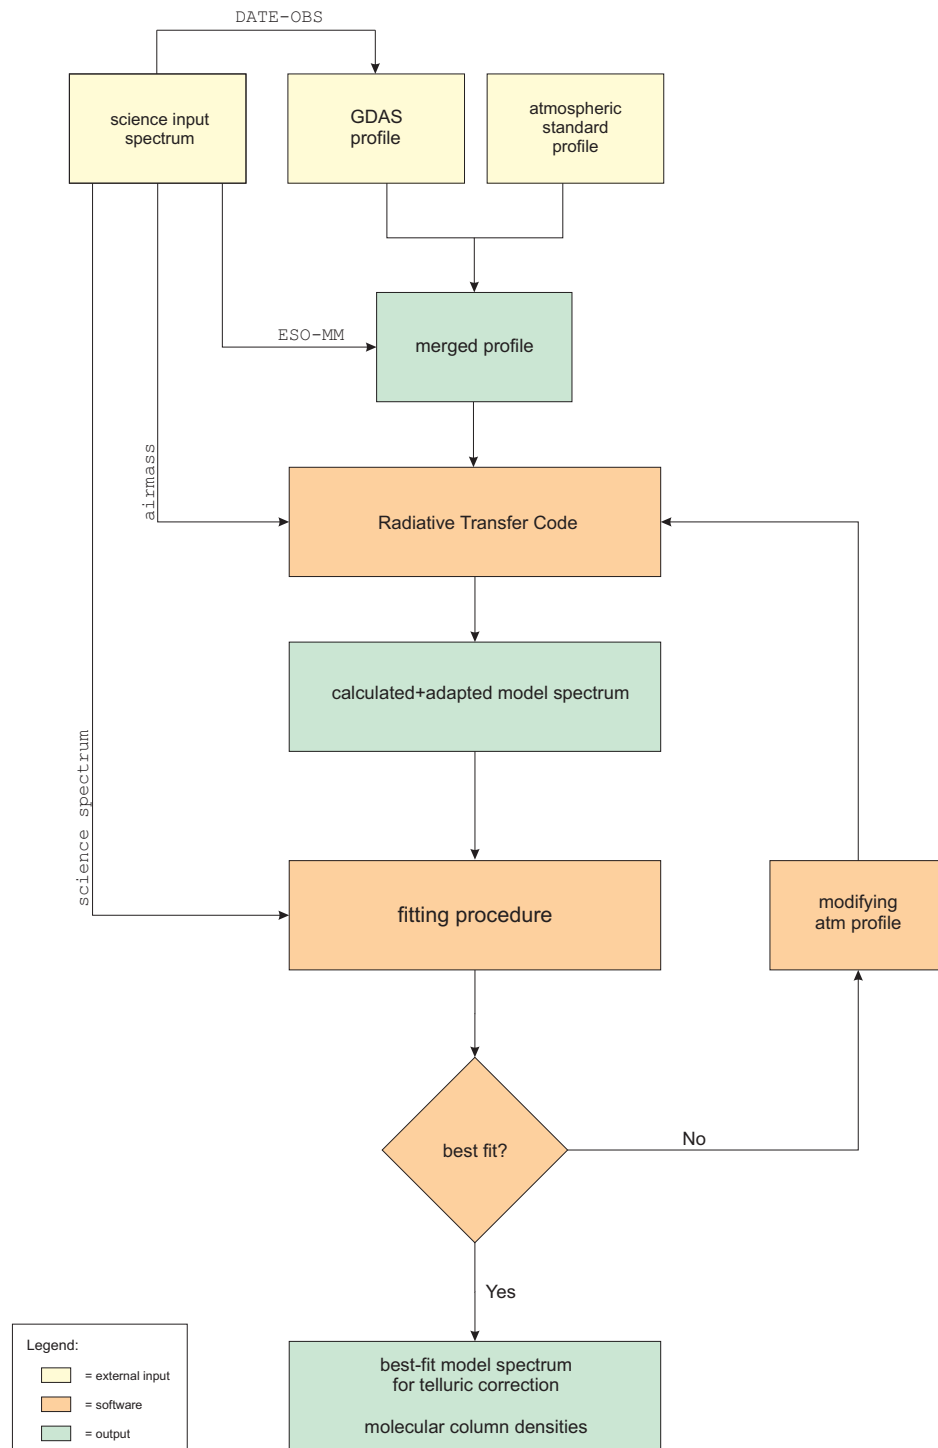 DATE-OBS
science input
spectrum
GDAS
profile
atmospheric
standard
profile
ESO-MM
merged profile
airmass
Radiative Transfer Code
calculated+adapted model spectrum
science spectrum
fitting procedure
modifying
atm profile
best fit?
No
Yes
Legend:
= external input
= software
= output
best-fit model spectrum
for telluric correction
molecular column densities